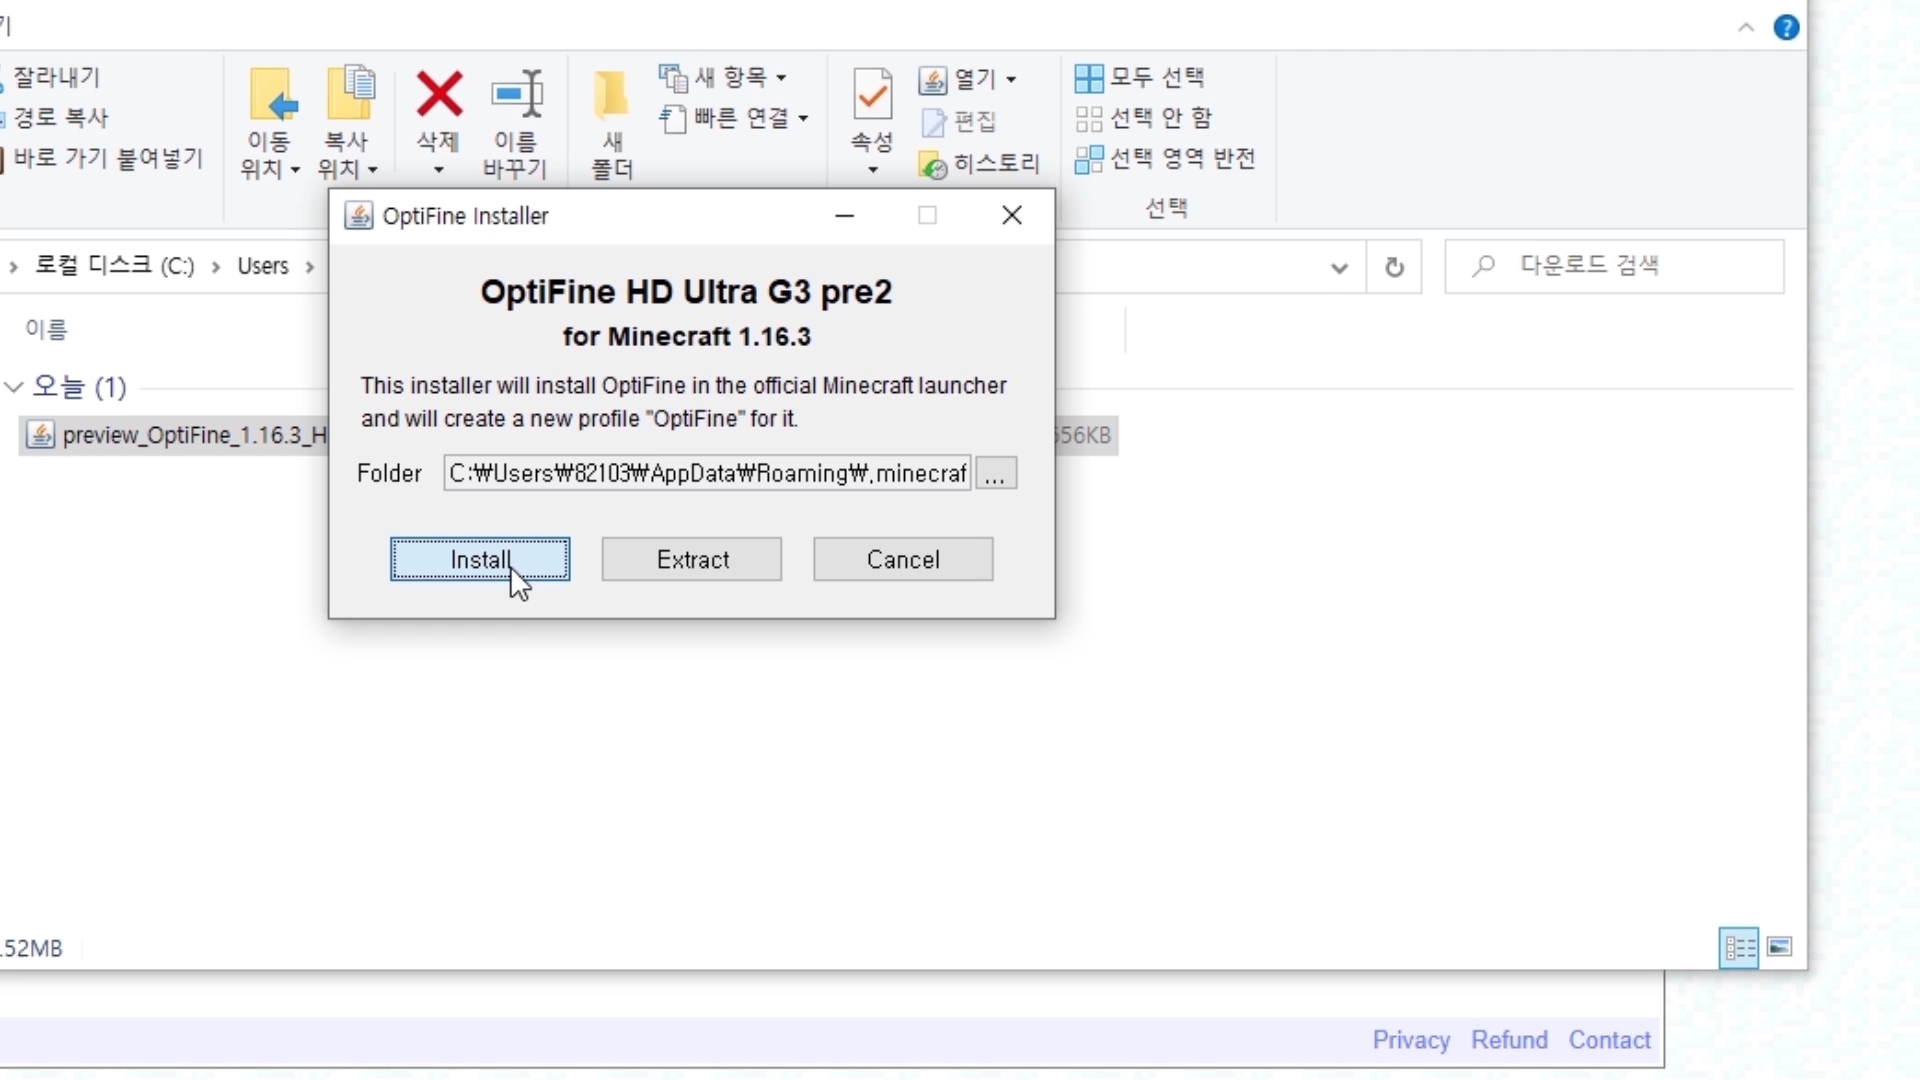 잘라내기
경로 복사
바로 가기 붙여넣기
이동
위치
복사
위치
삭제
이름
바꾸기
새
폴더
새 항목
빠른 연결
속성
열기
편집
히스토리
모두 선택
선택 안 함
선택 영역 반전
선택
로컬 디스크 (C:) > Users >
다운로드 검색
이름
오늘 (1)
preview_OptiFine_1.16.3_H
56KB
OptiFine Installer
OptiFine HD Ultra G3 pre2
for Minecraft 1.16.3
This installer will install OptiFine in the official Minecraft launcher
and will create a new profile "OptiFine" for it.
Folder C:₩Users₩82103₩AppData₩Roaming₩.minecraf ...
Install Extract Cancel
.52MB
Privacy Refund Contact